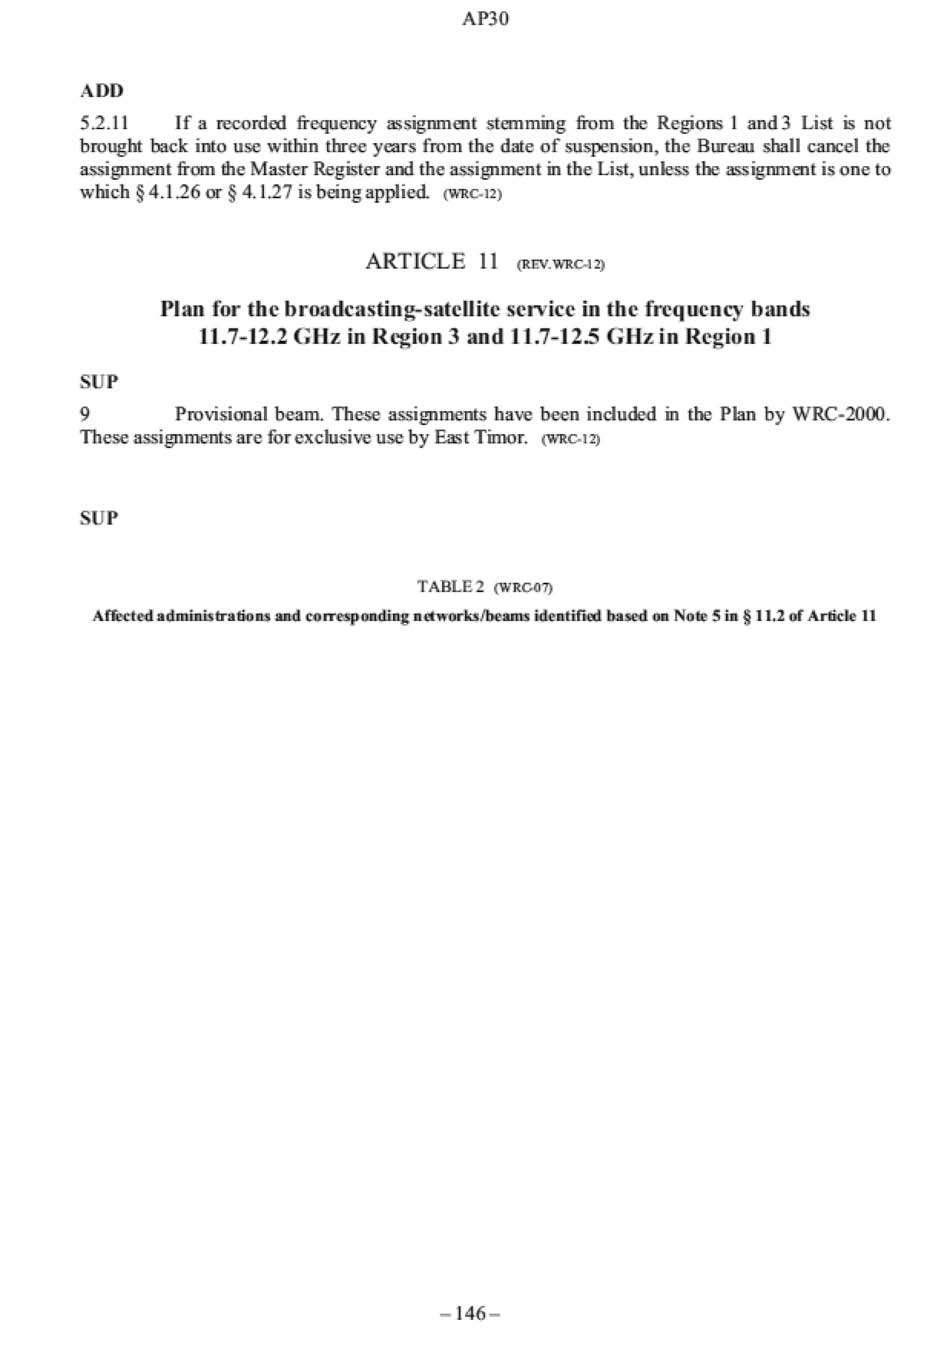 AP30
ADD
5.2.11 If a recorded frequency assignment stemming from the Regions 1 and 3 List is not
brought back into use within three years from the date of suspension, the Bureau shall cancel the
assignment from the Master Register and the assignment in the List, unless the assignment is one to
which § 4.1.26 or § 4.1.27 is being applied. (WRC-12)
ARTICLE 11 (REV.WRC-12)
Plan for the broadcasting-satellite service in the frequency bands
11.7-12.2 GHz in Region 3 and 11.7-12.5 GHz in Region 1
SUP
9 Provisional beam. These assignments have been included in the Plan by WRC-2000.
These assignments are for exclusive use by East Timor. (WRC-12)
SUP
TABLE 2 (WRC-07)
Affected administrations and corresponding networks/beams identified based on Note 5 in § 11.2 of Article 11
– 146 –